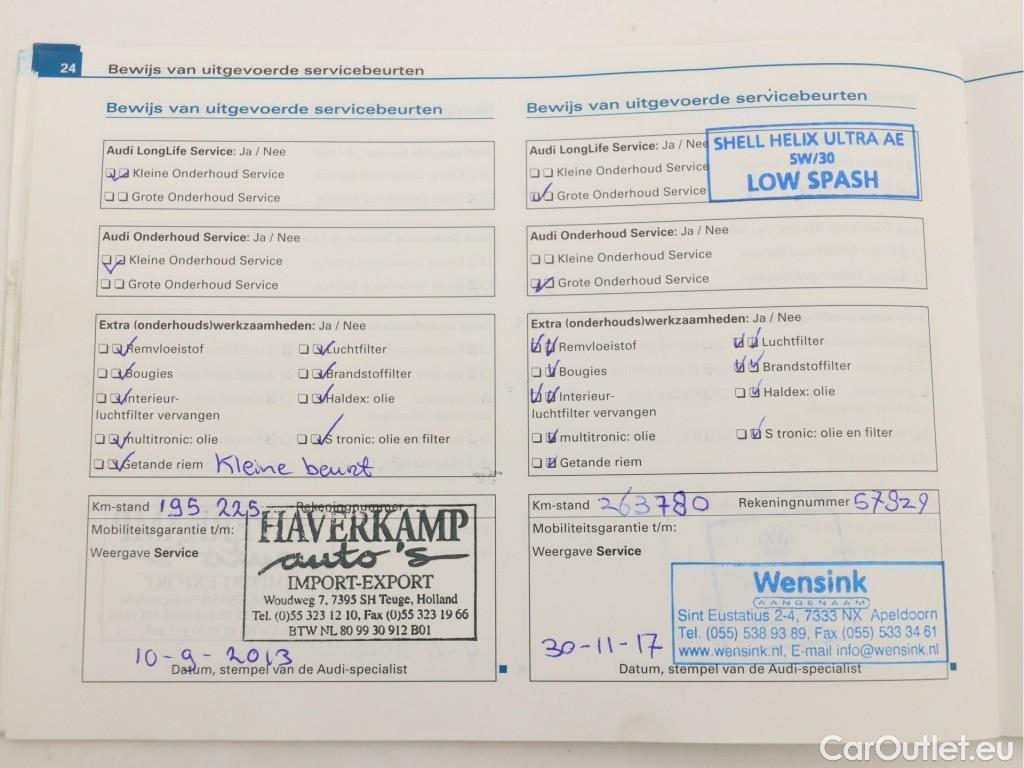 24 Bewijs van uitgevoerde servicebeurten
Bewijs van uitgevoerde servicebeurten
Audi LongLife Service: Ja / Nee
Kleine Onderhoud Service
Grote Onderhoud Service
Audi Onderhoud Service: Ja / Nee
Kleine Onderhoud Service
Grote Onderhoud Service
Extra (onderhouds)werkzaamheden: Ja / Nee
Remvloeistof Luchtfilter
Bougies Brandstoffilter
Interieur- Haldex: olie
luchtfilter vervangen
multitronic: olie S tronic: olie en filter
Getande riem Kleine beurt
Km-stand 195 225 Rekeningnummer
Mobiliteitsgarantie t/m:
Weergave Service
HAVERKAMP
auto's
IMPORT-EXPORT
Woudweg 7, 7395 SH Teuge, Holland
Tel. (0)55 323 12 10, Fax (0)55 323 19 66
BTW NL 80 99 30 912 B01
10-9-2013
Datum, stempel van de Audi-specialist
Bewijs van uitgevoerde servicebeurten
Audi LongLife Service: Ja / Nee
Kleine Onderhoud Service
Grote Onderhoud Service
SHELL HELIX ULTRA AE
5W/30
LOW SPASH
Audi Onderhoud Service: Ja / Nee
Kleine Onderhoud Service
Grote Onderhoud Service
Extra (onderhouds)werkzaamheden: Ja / Nee
Remvloeistof Luchtfilter
Bougies Brandstoffilter
Interieur- Haldex: olie
luchtfilter vervangen
multitronic: olie S tronic: olie en filter
Getande riem
Km-stand 263780 Rekeningnummer 57829
Mobiliteitsgarantie t/m:
Weergave Service
Wensink
AANGENAAM
Sint Eustatius 2-4, 7333 NX Apeldoorn
Tel. (055) 538 93 89, Fax (055) 533 34 61
www.wensink.nl, E-mail info@wensink.nl
30-11-17
Datum, stempel van de Audi-specialist
CarOutlet.eu